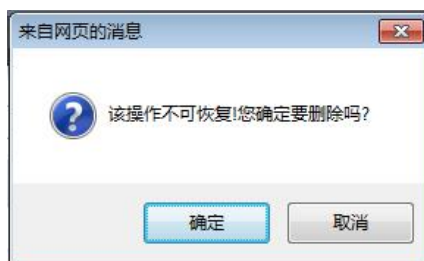 来自网页的消息
该操作不可恢复!您确定要删除吗?
确定
取消